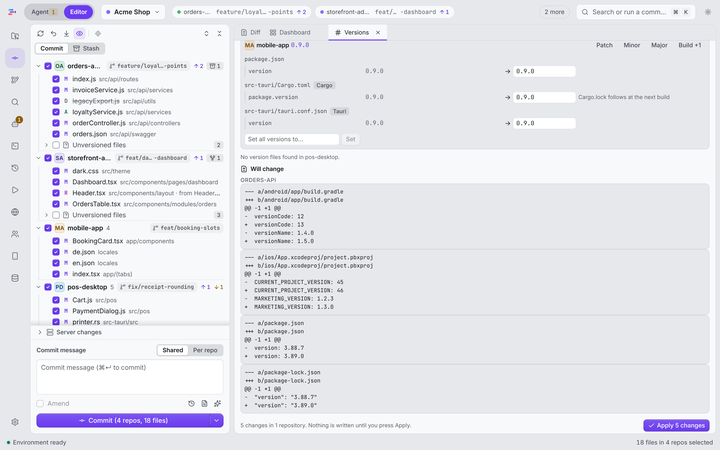 Agent 1 Editor
Acme Shop
orders-... feature/loyal... -points ↑ 2
storefront-ad... feat/... -dashboard ↑ 1
2 more
Search or run a comm... ⌘K
Commit Stash
OA orders-a... feature/loyal... -points ↑ 2 1
M index.js src/api/routes
M invoiceService.js src/api/services
D legacyExport.js src/api/utils
A loyaltyService.js src/api/services
M orderController.js src/api/controllers
M orders.json src/api/swagger
Unversioned files 2
SA storefront-a... feat/da... -dashboard ↑ 1 1
M dark.css src/theme
M Dashboard.tsx src/components/pages/dashboard
M Header.tsx src/components/layout · from Header...
M OrdersTable.tsx src/components/modules/orders
Unversioned files 3
MA mobile-app 4 feat/booking-slots
M BookingCard.tsx app/components
M de.json locales
M en.json locales
M index.tsx app/(tabs)
PD pos-desktop 5 fix/receipt-rounding ↑ 1 ↓ 1
M Cart.js src/pos
M PaymentDialog.js src/pos
M printer.rs src-tauri/src
Server changes
Commit message Shared Per repo
Commit message (⌘↵ to commit)
Amend
Commit (4 repos, 18 files)
Diff Dashboard Versions ×
MA mobile-app 0.9.0 Patch Minor Major Build +1
package.json
version 0.9.0 → 0.9.0
src-tauri/Cargo.toml Cargo
package.version 0.9.0 → 0.9.0 Cargo.lock follows at the next build
src-tauri/tauri.conf.json Tauri
version 0.9.0 → 0.9.0
Set all versions to... Set
No version files found in pos-desktop.
Will change
ORDERS-API
--- a/android/app/build.gradle
+++ b/android/app/build.gradle
@@ -1 +1 @@
- versionCode: 12
+ versionCode: 13
- versionName: 1.4.0
+ versionName: 1.5.0
--- a/ios/App.xcodeproj/project.pbxproj
+++ b/ios/App.xcodeproj/project.pbxproj
@@ -1 +1 @@
- CURRENT_PROJECT_VERSION: 45
+ CURRENT_PROJECT_VERSION: 46
- MARKETING_VERSION: 1.2.3
+ MARKETING_VERSION: 1.3.0
--- a/package.json
+++ b/package.json
@@ -1 +1 @@
- version: 3.88.7
+ version: 3.89.0
--- a/package-lock.json
+++ b/package-lock.json
@@ -1 +1 @@
- "version": "3.88.7"
+ "version": "3.89.0"
5 changes in 1 repository. Nothing is written until you press Apply.
Apply 5 changes
Environment ready
18 files in 4 repos selected